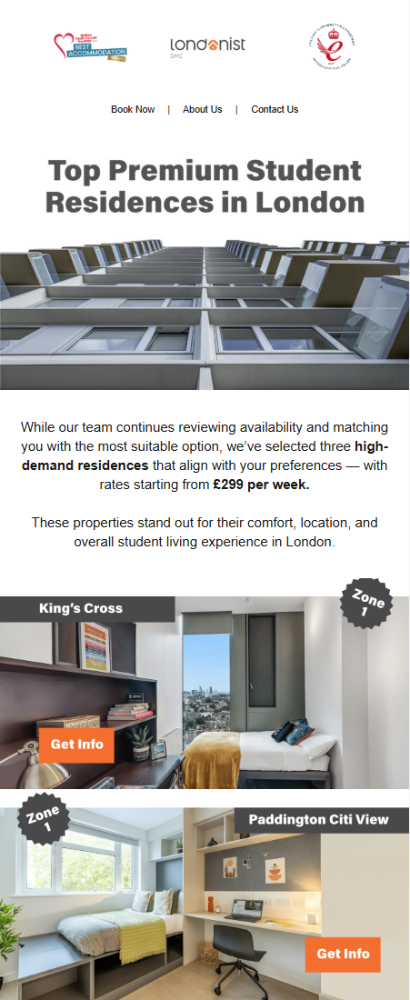 BEST
ACCOMMODATION
londonist
DMC
Book Now | About Us | Contact Us
Top Premium Student
Residences in London
While our team continues reviewing availability and matching
you with the most suitable option, we’ve selected three high-
demand residences that align with your preferences — with
rates starting from £299 per week.
These properties stand out for their comfort, location, and
overall student living experience in London.
King’s Cross
Zone
1
Get Info
Zone
1
Paddington Citi View
Get Info